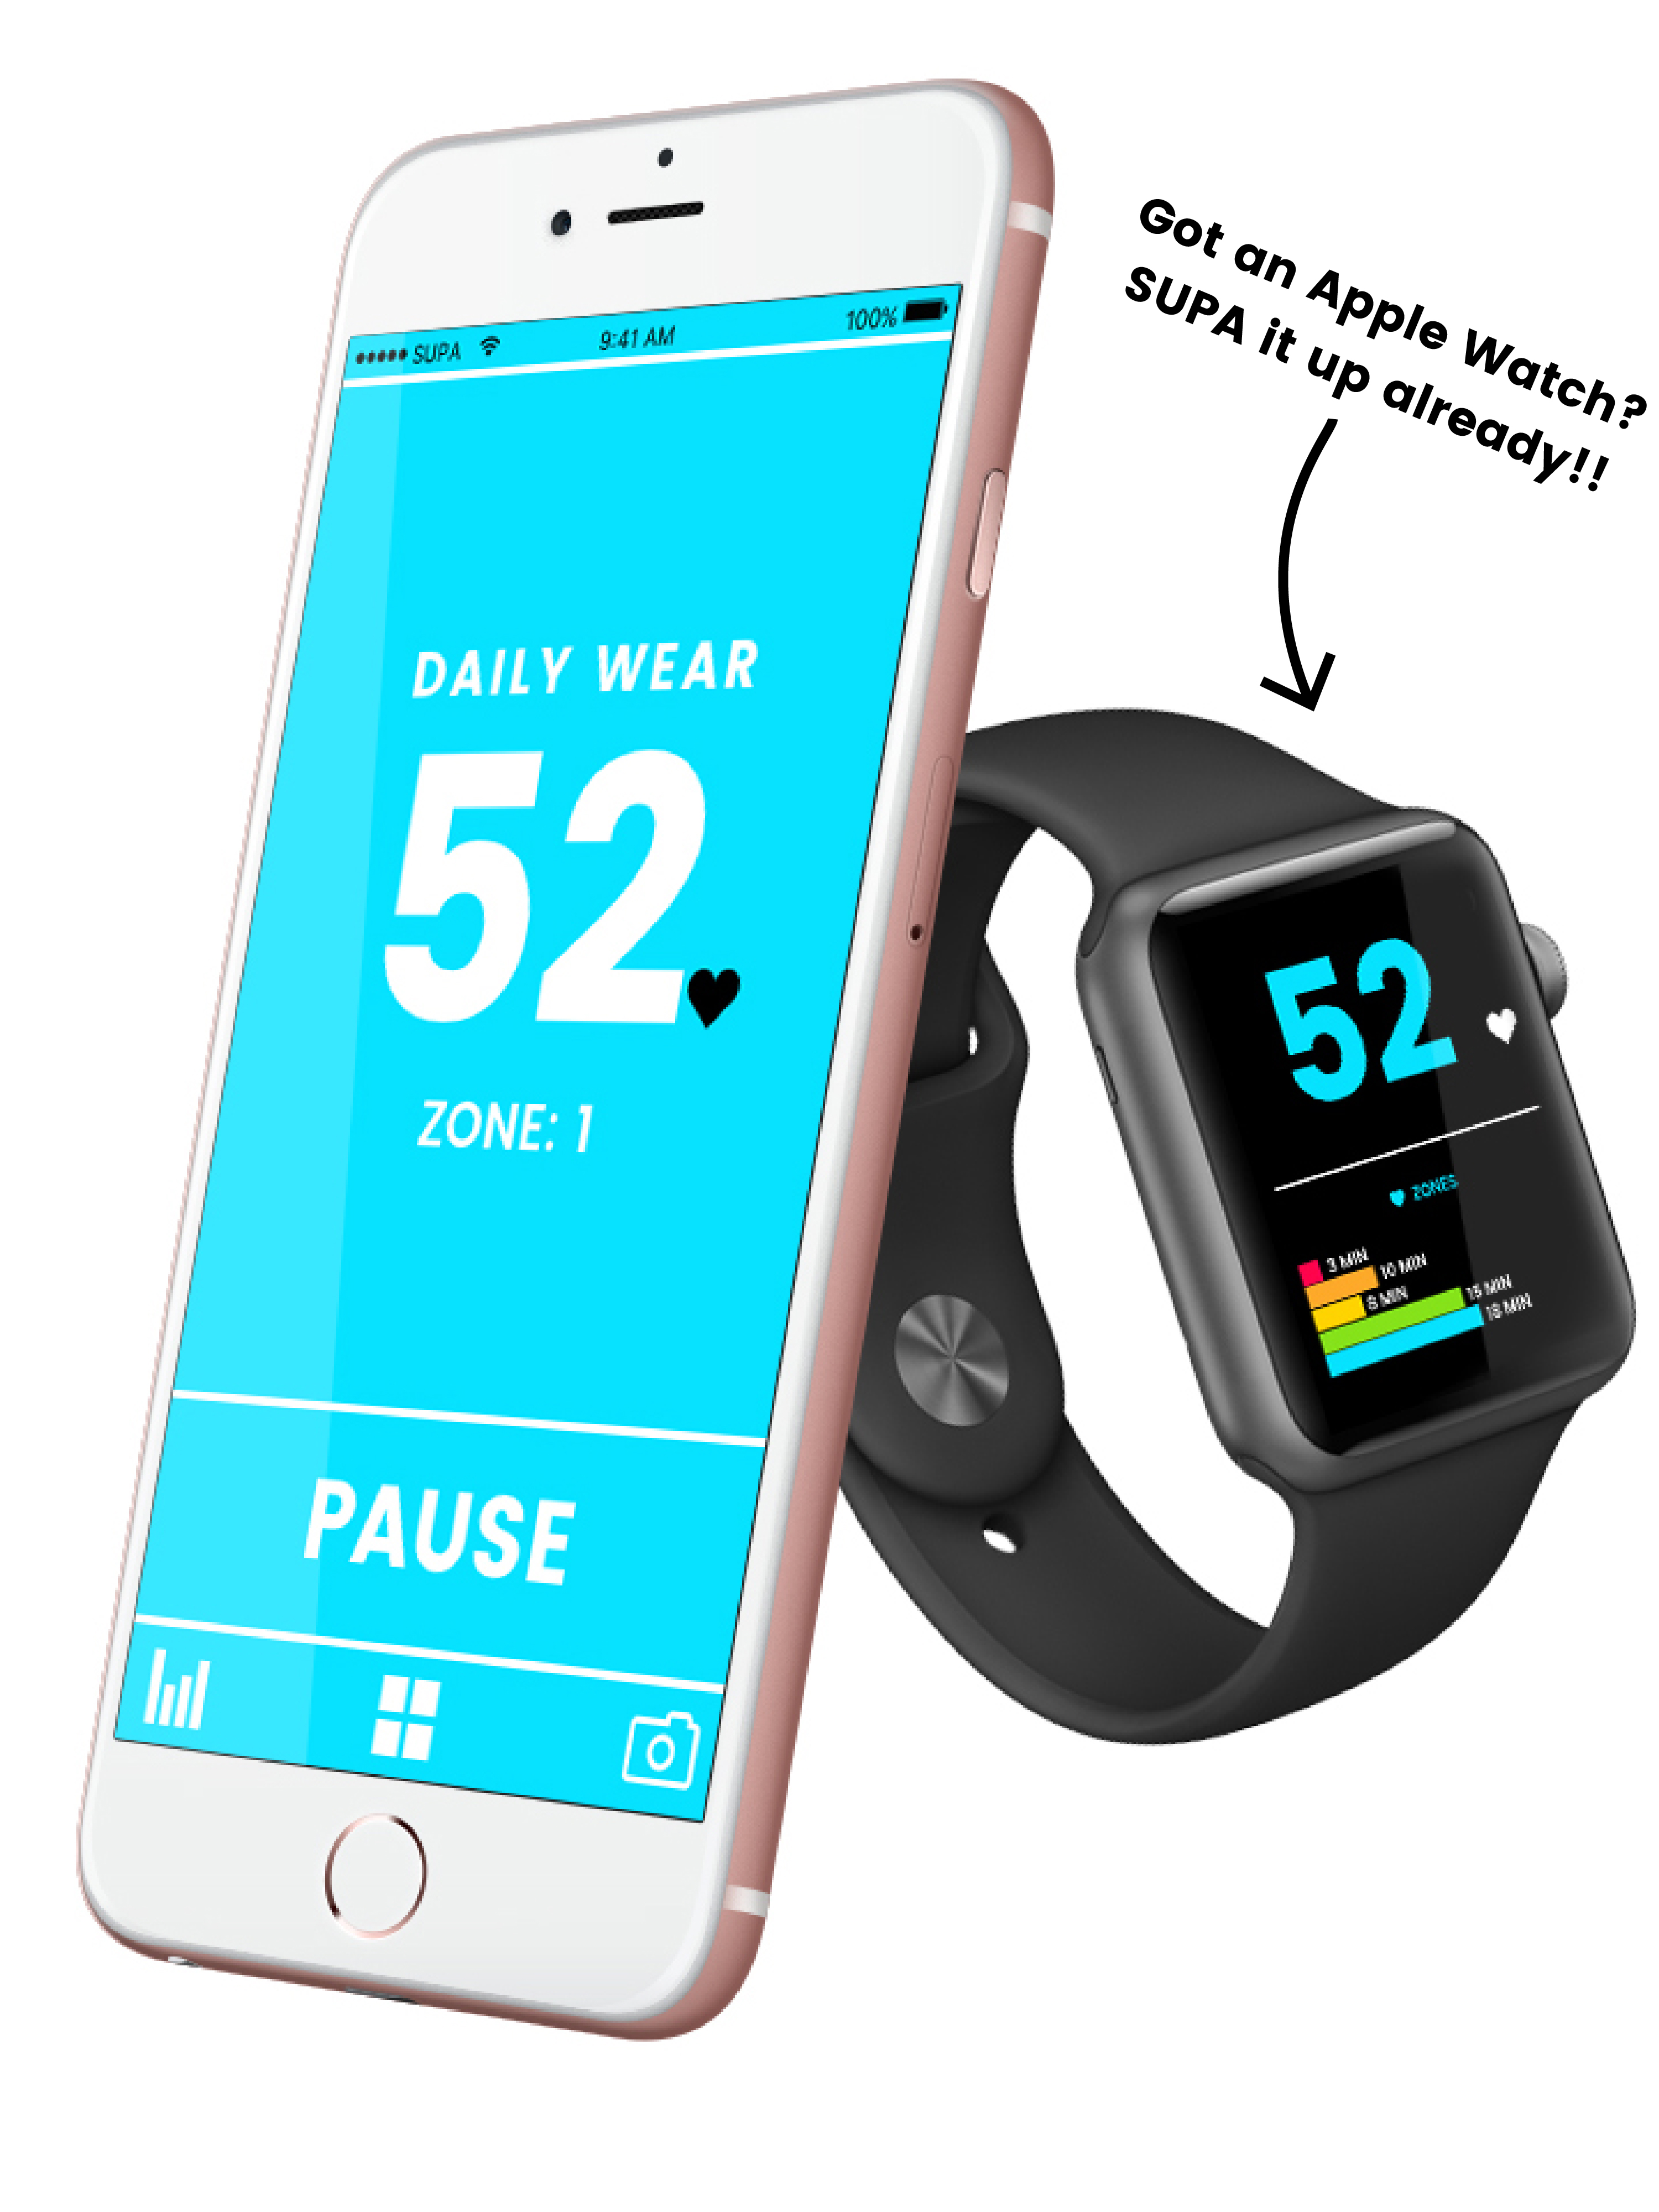 Got an Apple Watch?
SUPA it up already!!
SUPA 9:41 AM 100%
DAILY WEAR
52
ZONE: 1
PAUSE
52
ZONES
3 MIN
10 MIN
8 MIN
15 MIN
18 MIN